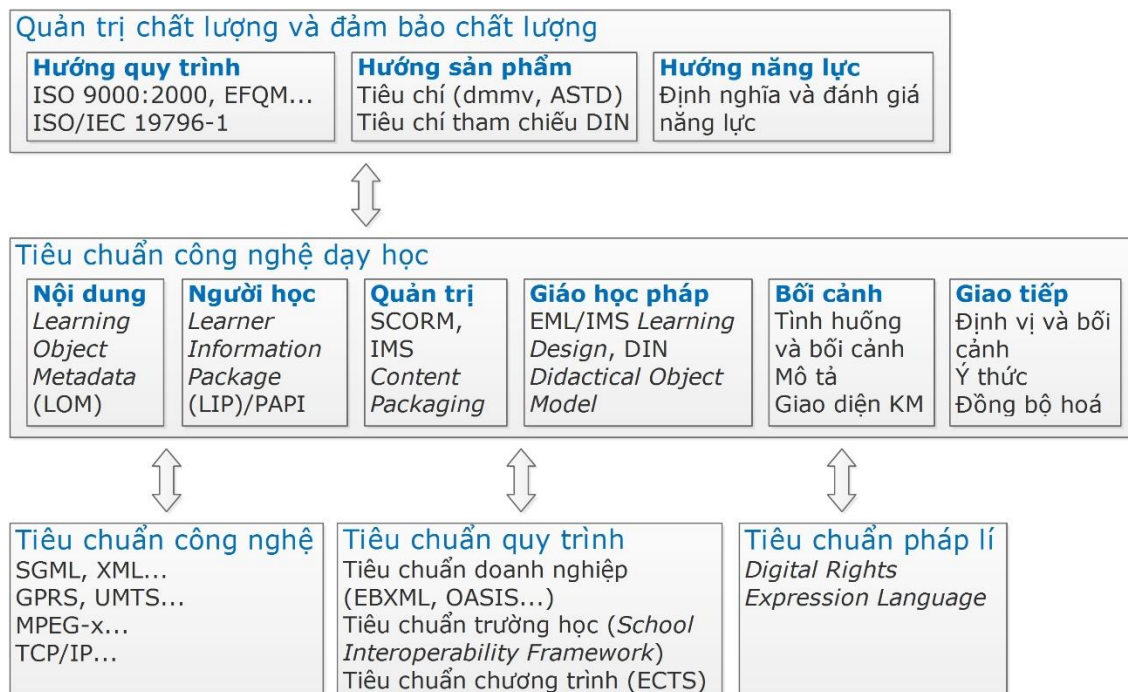 Quản trị chất lượng và đảm bảo chất lượng
Hướng quy trình
ISO 9000:2000, EFQM...
ISO/IEC 19796-1
Hướng sản phẩm
Tiêu chí (dmmv, ASTD)
Tiêu chí tham chiếu DIN
Hướng năng lực
Định nghĩa và đánh giá
năng lực
Tiêu chuẩn công nghệ dạy học
Nội dung
Learning
Object
Metadata
(LOM)
Người học
Learner
Information
Package
(LIP)/PAPI
Quản trị
SCORM,
IMS
Content
Packaging
Giáo học pháp
EML/IMS Learning
Design, DIN
Didactical Object
Model
Bối cảnh
Tình huống
và bối cảnh
Mô tả
Giao diện KM
Giao tiếp
Định vị và bối
cảnh
Ý thức
Đồng bộ hoá
Tiêu chuẩn công nghệ
SGML, XML...
GPRS, UMTS...
MPEG-x...
TCP/IP...
Tiêu chuẩn quy trình
Tiêu chuẩn doanh nghiệp
(EBXML, OASIS...)
Tiêu chuẩn trường học (School
Interoperability Framework)
Tiêu chuẩn chương trình (ECTS)
Tiêu chuẩn pháp lí
Digital Rights
Expression Language